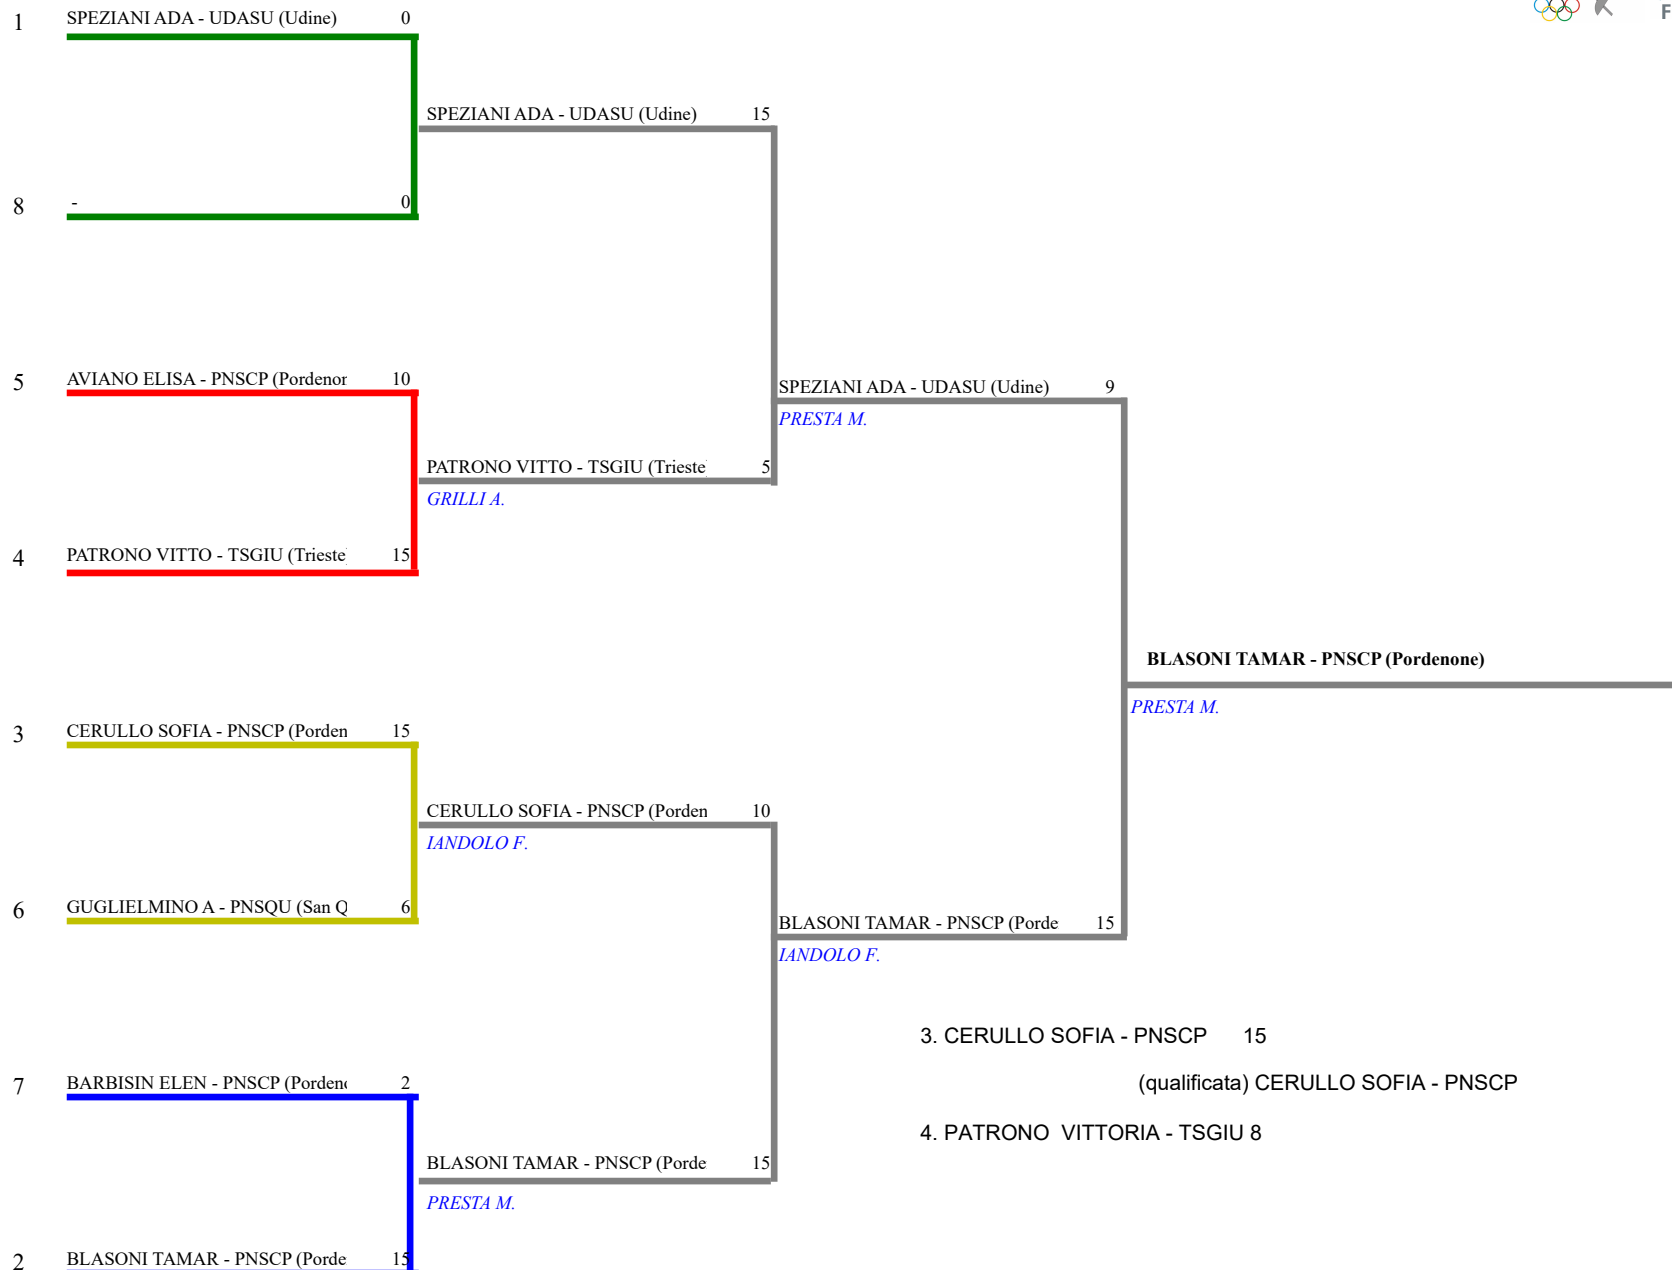 1 SPEZIANI ADA - UDASU (Udine) 0
F
SPEZIANI ADA - UDASU (Udine) 15
8 - 0
5 AVIANO ELISA - PNSCP (Pordenor 10
SPEZIANI ADA - UDASU (Udine) 9
PRESTA M.
PATRONO VITTO - TSGIU (Trieste 5
GRILLI A.
4 PATRONO VITTO - TSGIU (Trieste 15
BLASONI TAMAR - PNSCP (Pordenone)
PRESTA M.
3 CERULLO SOFIA - PNSCP (Porden 15
CERULLO SOFIA - PNSCP (Porden 10
IANDOLO F.
6 GUGLIELMINO A - PNSQU (San Q 6
BLASONI TAMAR - PNSCP (Porde 15
IANDOLO F.
3. CERULLO SOFIA - PNSCP 15
7 BARBISIN ELEN - PNSCP (Pordeno 2
(qualificata) CERULLO SOFIA - PNSCP
4. PATRONO VITTORIA - TSGIU 8
BLASONI TAMAR - PNSCP (Porde 15
PRESTA M.
2 BLASONI TAMAR - PNSCP (Porde 15